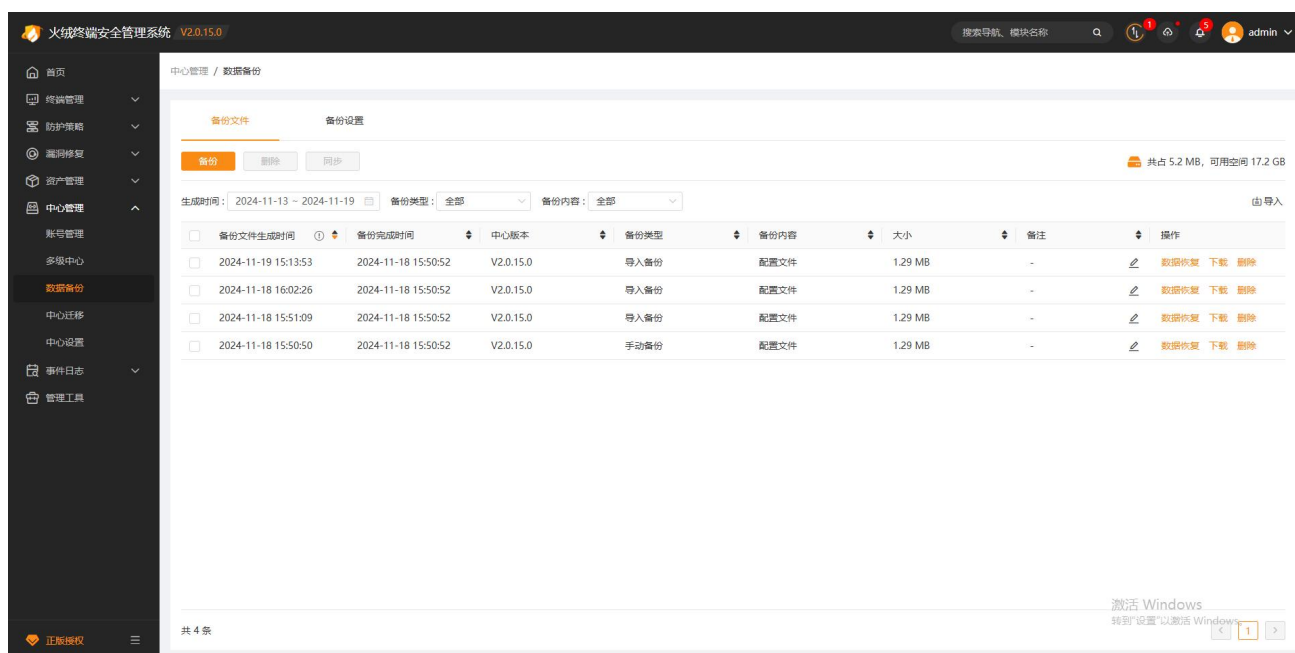 火绒终端安全管理系统 V2.0.15.0 搜索导航、模块名称 1 5 admin
首页
终端管理
防护策略
漏洞修复
资产管理
中心管理
账号管理
多级中心
数据备份
中心迁移
中心设置
事件日志
管理工具
正版授权
中心管理 / 数据备份
备份文件 备份设置
备份 删除 同步 共占 5.2 MB，可用空间 17.2 GB
生成时间： 2024-11-13 ~ 2024-11-19 备份类型： 全部 备份内容： 全部 导入
备份文件生成时间 备份完成时间 中心版本 备份类型 备份内容 大小 备注 操作
2024-11-19 15:13:53 2024-11-18 15:50:52 V2.0.15.0 导入备份 配置文件 1.29 MB - 数据恢复 下载 删除
2024-11-18 16:02:26 2024-11-18 15:50:52 V2.0.15.0 导入备份 配置文件 1.29 MB - 数据恢复 下载 删除
2024-11-18 15:51:09 2024-11-18 15:50:52 V2.0.15.0 导入备份 配置文件 1.29 MB - 数据恢复 下载 删除
2024-11-18 15:50:50 2024-11-18 15:50:52 V2.0.15.0 手动备份 配置文件 1.29 MB - 数据恢复 下载 删除
激活 Windows
转到"设置"以激活 Windows。
共 4 条 < 1 >